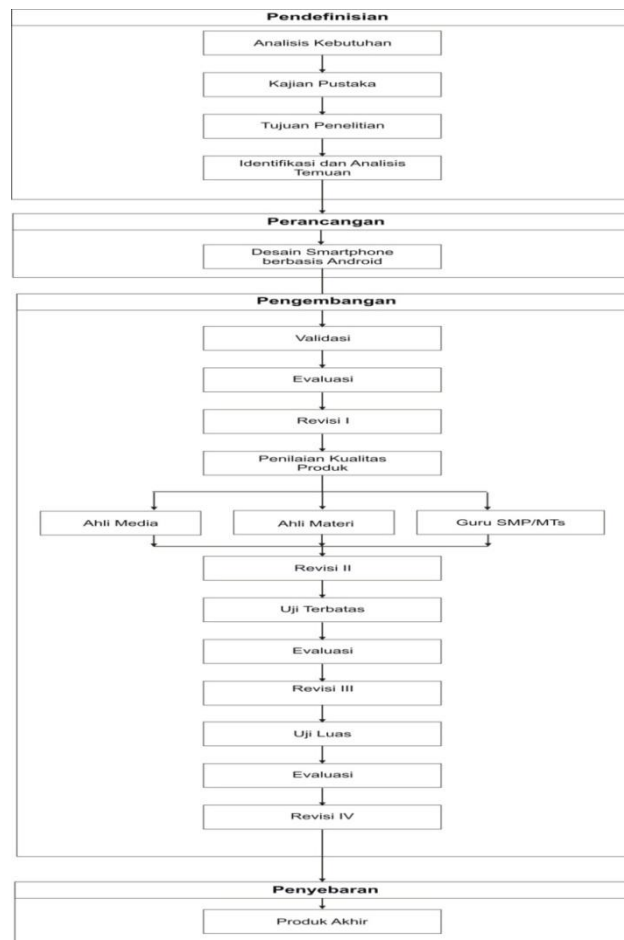 Pendefinisian
Analisis Kebutuhan
Kajian Pustaka
Tujuan Penelitian
Identifikasi dan Analisis
Temuan
Perancangan
Desain Smartphone
berbasis Android
Pengembangan
Validasi
Evaluasi
Revisi I
Penilaian Kualitas
Produk
Ahli Media
Ahli Materi
Guru SMP/MTs
Revisi II
Uji Terbatas
Evaluasi
Revisi III
Uji Luas
Evaluasi
Revisi IV
Penyebaran
Produk Akhir